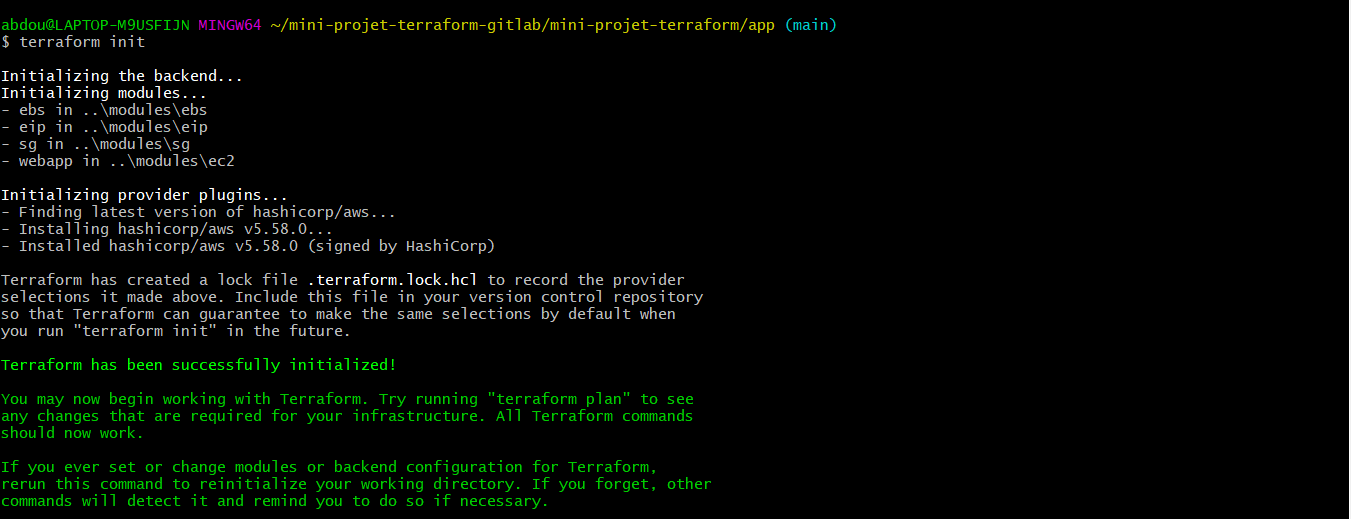 abdou@LAPTOP-M9USFIJN MINGW64 ~/mini-projet-terraform-gitlab/mini-projet-terraform/app (main)
$ terraform init
Initializing the backend...
Initializing modules...
- ebs in ..\modules\ebs
- eip in ..\modules\eip
- sg in ..\modules\sg
- webapp in ..\modules\ec2
Initializing provider plugins...
- Finding latest version of hashicorp/aws...
- Installing hashicorp/aws v5.58.0...
- Installed hashicorp/aws v5.58.0 (signed by HashiCorp)
Terraform has created a lock file .terraform.lock.hcl to record the provider
selections it made above. Include this file in your version control repository
so that Terraform can guarantee to make the same selections by default when
you run "terraform init" in the future.
Terraform has been successfully initialized!
You may now begin working with Terraform. Try running "terraform plan" to see
any changes that are required for your infrastructure. All Terraform commands
should now work.
If you ever set or change modules or backend configuration for Terraform,
rerun this command to reinitialize your working directory. If you forget, other
commands will detect it and remind you to do so if necessary.